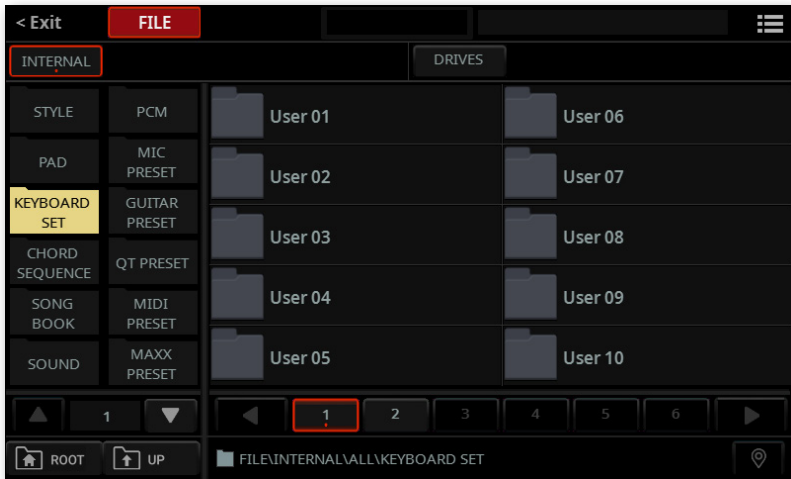 < Exit
FILE
INTERNAL
DRIVES
STYLE
PCM
PAD
MIC
PRESET
KEYBOARD
SET
GUITAR
PRESET
CHORD
SEQUENCE
QT PRESET
SONG
BOOK
MIDI
PRESET
SOUND
MAXX
PRESET
User 01
User 06
User 02
User 07
User 03
User 08
User 04
User 09
User 05
User 10
1
1
2
3
4
5
6
ROOT
UP
FILE\INTERNAL\ALL\KEYBOARD SET